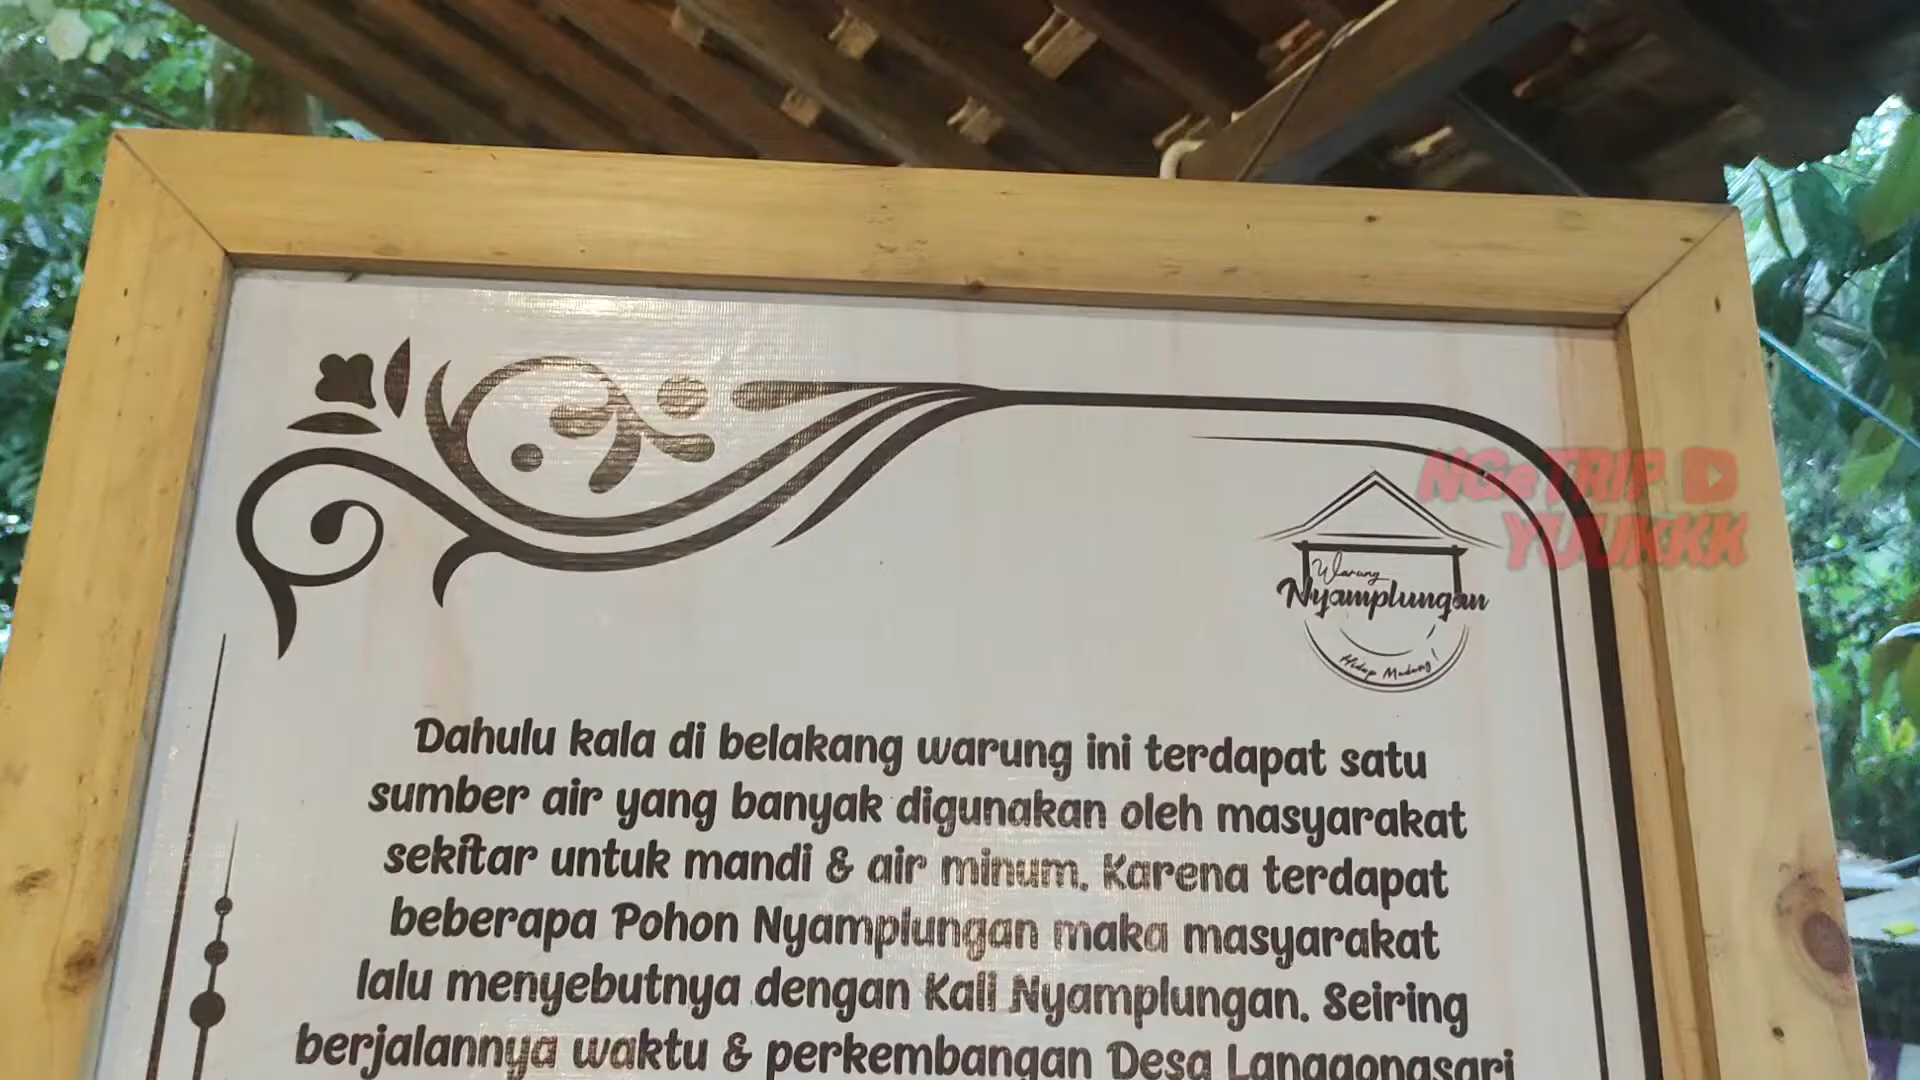 NGeTRIP
YUUKKK
Warung
Nyamplungan
Hidup Madang!
Dahulu kala di belakang warung ini terdapat satu
sumber air yang banyak digunakan oleh masyarakat
sekitar untuk mandi & air minum. Karena terdapat
beberapa Pohon Nyamplungan maka masyarakat
lalu menyebutnya dengan Kali Nyamplungan. Seiring
berjalannya waktu & perkembangan Desa Langgongsari